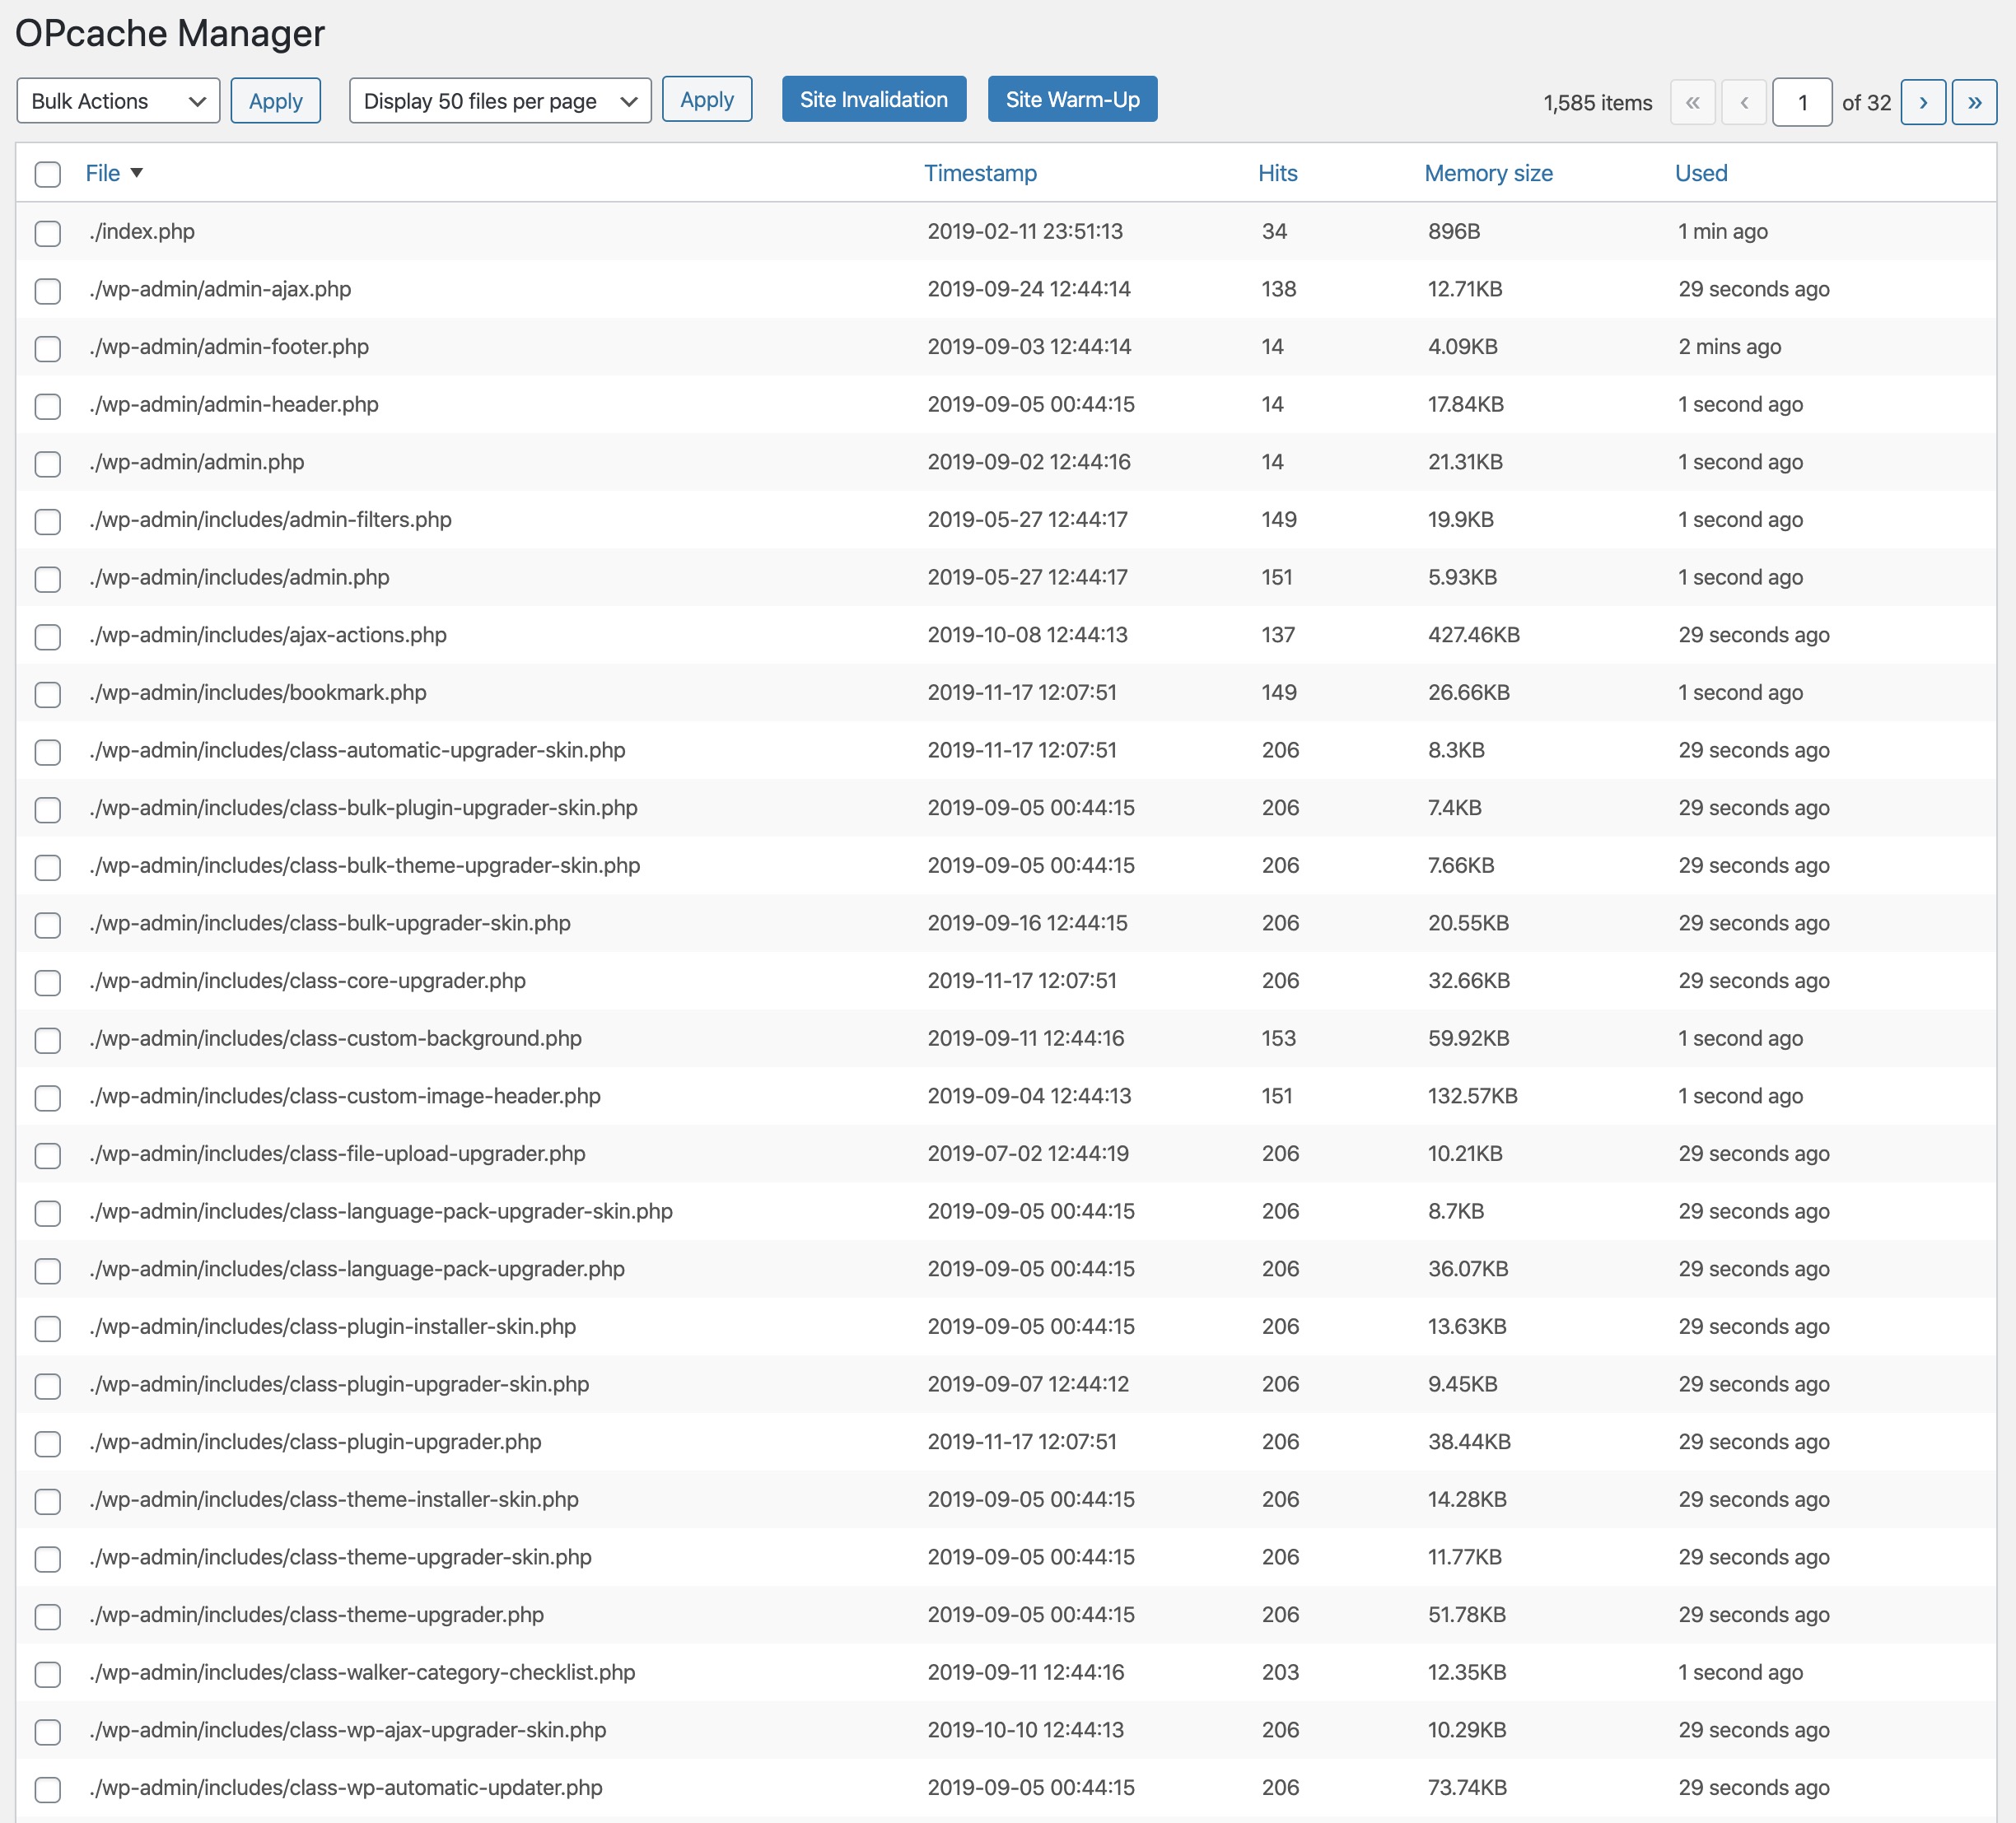 OPcache Manager
Bulk Actions Apply Display 50 files per page Apply Site Invalidation Site Warm-Up 1,585 items « ‹ 1 of 32 › »
File ▼ Timestamp Hits Memory size Used
./index.php 2019-02-11 23:51:13 34 896B 1 min ago
./wp-admin/admin-ajax.php 2019-09-24 12:44:14 138 12.71KB 29 seconds ago
./wp-admin/admin-footer.php 2019-09-03 12:44:14 14 4.09KB 2 mins ago
./wp-admin/admin-header.php 2019-09-05 00:44:15 14 17.84KB 1 second ago
./wp-admin/admin.php 2019-09-02 12:44:16 14 21.31KB 1 second ago
./wp-admin/includes/admin-filters.php 2019-05-27 12:44:17 149 19.9KB 1 second ago
./wp-admin/includes/admin.php 2019-05-27 12:44:17 151 5.93KB 1 second ago
./wp-admin/includes/ajax-actions.php 2019-10-08 12:44:13 137 427.46KB 29 seconds ago
./wp-admin/includes/bookmark.php 2019-11-17 12:07:51 149 26.66KB 1 second ago
./wp-admin/includes/class-automatic-upgrader-skin.php 2019-11-17 12:07:51 206 8.3KB 29 seconds ago
./wp-admin/includes/class-bulk-plugin-upgrader-skin.php 2019-09-05 00:44:15 206 7.4KB 29 seconds ago
./wp-admin/includes/class-bulk-theme-upgrader-skin.php 2019-09-05 00:44:15 206 7.66KB 29 seconds ago
./wp-admin/includes/class-bulk-upgrader-skin.php 2019-09-16 12:44:15 206 20.55KB 29 seconds ago
./wp-admin/includes/class-core-upgrader.php 2019-11-17 12:07:51 206 32.66KB 29 seconds ago
./wp-admin/includes/class-custom-background.php 2019-09-11 12:44:16 153 59.92KB 1 second ago
./wp-admin/includes/class-custom-image-header.php 2019-09-04 12:44:13 151 132.57KB 1 second ago
./wp-admin/includes/class-file-upload-upgrader.php 2019-07-02 12:44:19 206 10.21KB 29 seconds ago
./wp-admin/includes/class-language-pack-upgrader-skin.php 2019-09-05 00:44:15 206 8.7KB 29 seconds ago
./wp-admin/includes/class-language-pack-upgrader.php 2019-09-05 00:44:15 206 36.07KB 29 seconds ago
./wp-admin/includes/class-plugin-installer-skin.php 2019-09-05 00:44:15 206 13.63KB 29 seconds ago
./wp-admin/includes/class-plugin-upgrader-skin.php 2019-09-07 12:44:12 206 9.45KB 29 seconds ago
./wp-admin/includes/class-plugin-upgrader.php 2019-11-17 12:07:51 206 38.44KB 29 seconds ago
./wp-admin/includes/class-theme-installer-skin.php 2019-09-05 00:44:15 206 14.28KB 29 seconds ago
./wp-admin/includes/class-theme-upgrader-skin.php 2019-09-05 00:44:15 206 11.77KB 29 seconds ago
./wp-admin/includes/class-theme-upgrader.php 2019-09-05 00:44:15 206 51.78KB 29 seconds ago
./wp-admin/includes/class-walker-category-checklist.php 2019-09-11 12:44:16 203 12.35KB 1 second ago
./wp-admin/includes/class-wp-ajax-upgrader-skin.php 2019-10-10 12:44:13 206 10.29KB 29 seconds ago
./wp-admin/includes/class-wp-automatic-updater.php 2019-09-05 00:44:15 206 73.74KB 29 seconds ago